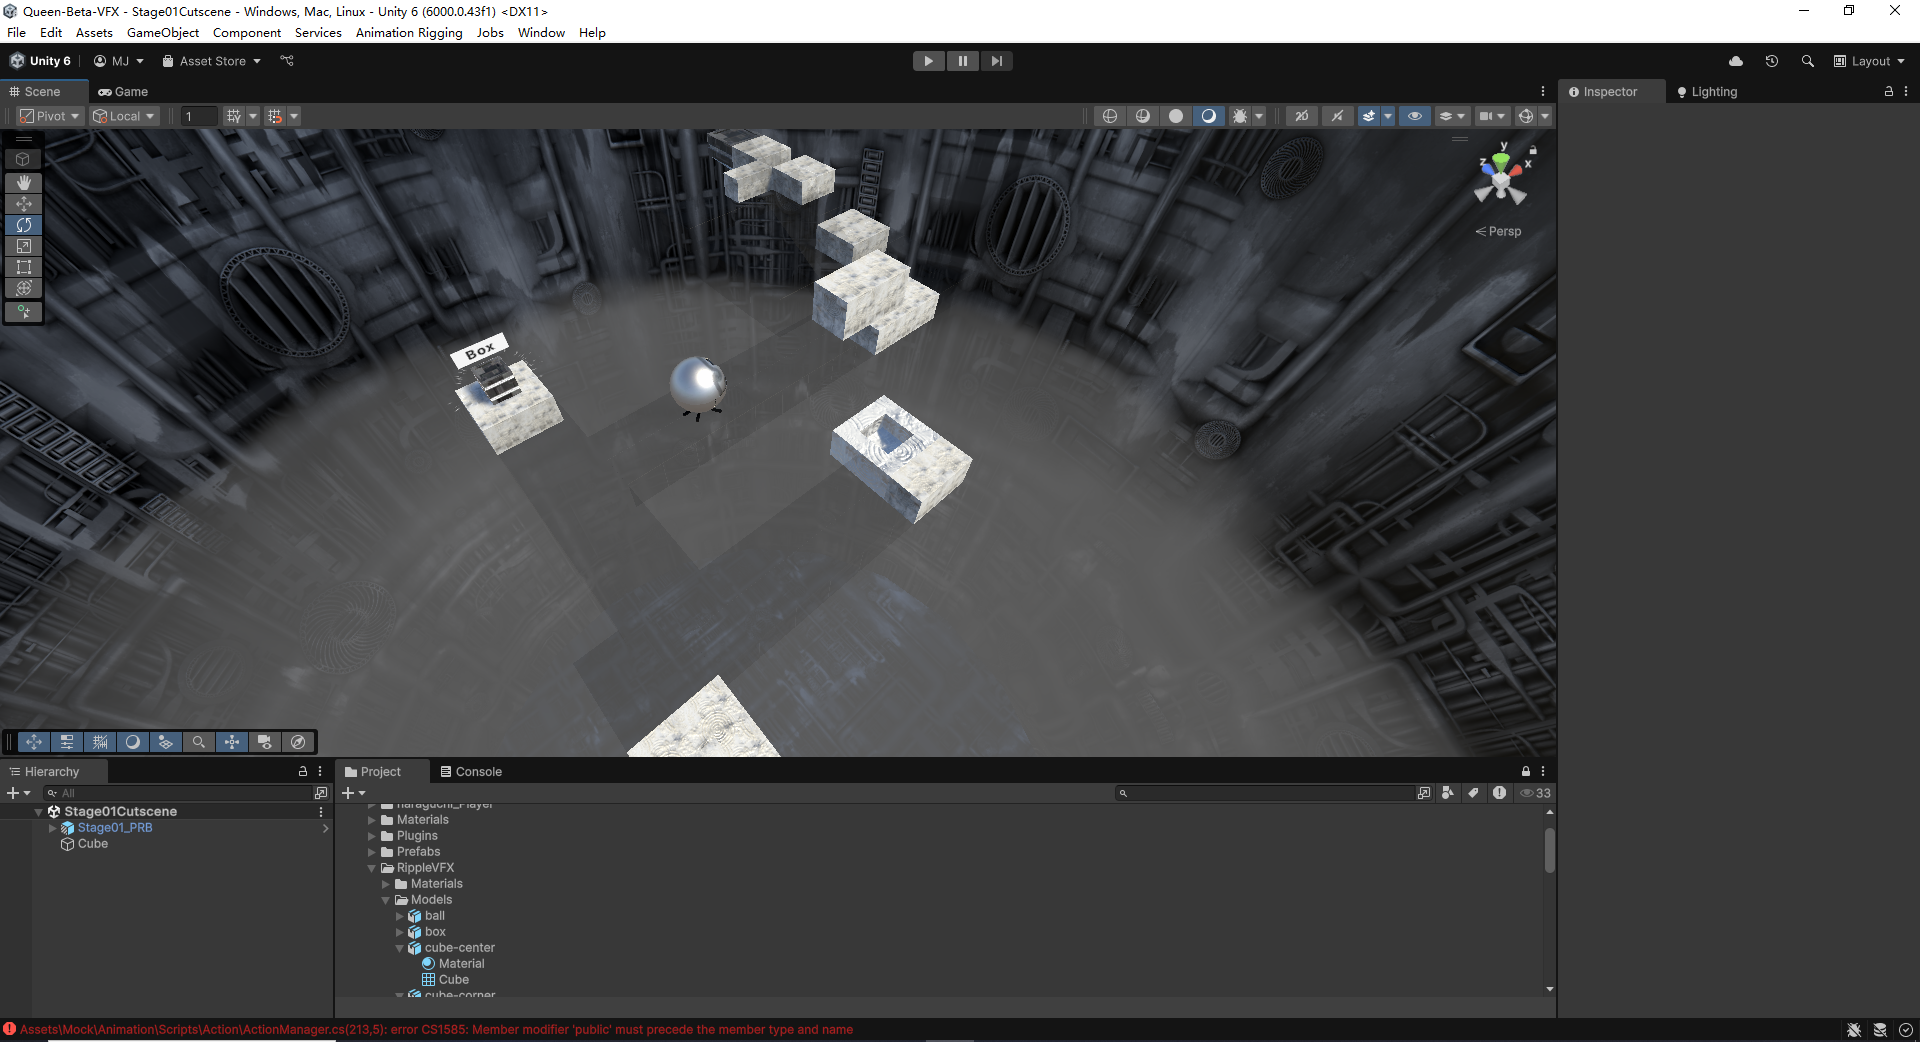 Queen-Beta-VFX - Stage01Cutscene - Windows, Mac, Linux - Unity 6 (6000.0.43f1) <DX11>
File Edit Assets GameObject Component Services Animation Rigging Jobs Window Help
Unity 6 MJ Asset Store Layout
Scene Game Inspector Lighting
Pivot Local 1 2D
y
z x
Persp
Box
Hierarchy Project Console
All 33
Stage01Cutscene
Stage01_PRB
Cube
haraguchi_Player
Materials
Plugins
Prefabs
RippleVFX
Materials
Models
ball
box
cube-center
Material
Cube
cube-corner
Assets\Mock\Animation\Scripts\Action\ActionManager.cs(213,5): error CS1585: Member modifier 'public' must precede the member type and name